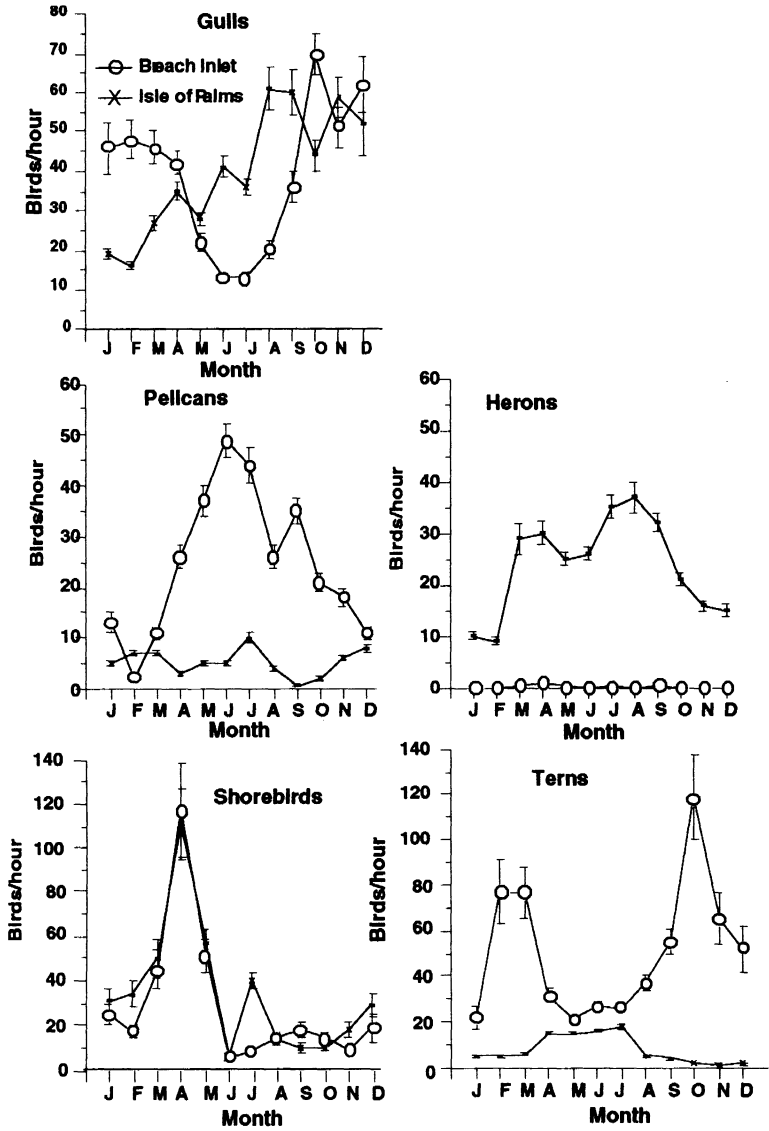 Gulls
80
70
60
50
40
30
20
10
0
Birds/hour
Breach Inlet
Isle of Palms
J F M A M J J A S O N D
Month
Pelicans
60
50
40
30
20
10
0
Birds/hour
J F M A M J J A S O N D
Month
Herons
60
50
40
30
20
10
0
Birds/hour
J F M A M J J A S O N D
Month
Shorebirds
140
120
100
80
60
40
20
0
Birds/hour
J F M A M J J A S O N D
Month
Terns
140
120
100
80
60
40
20
0
Birds/hour
J F M A M J J A S O N D
Month